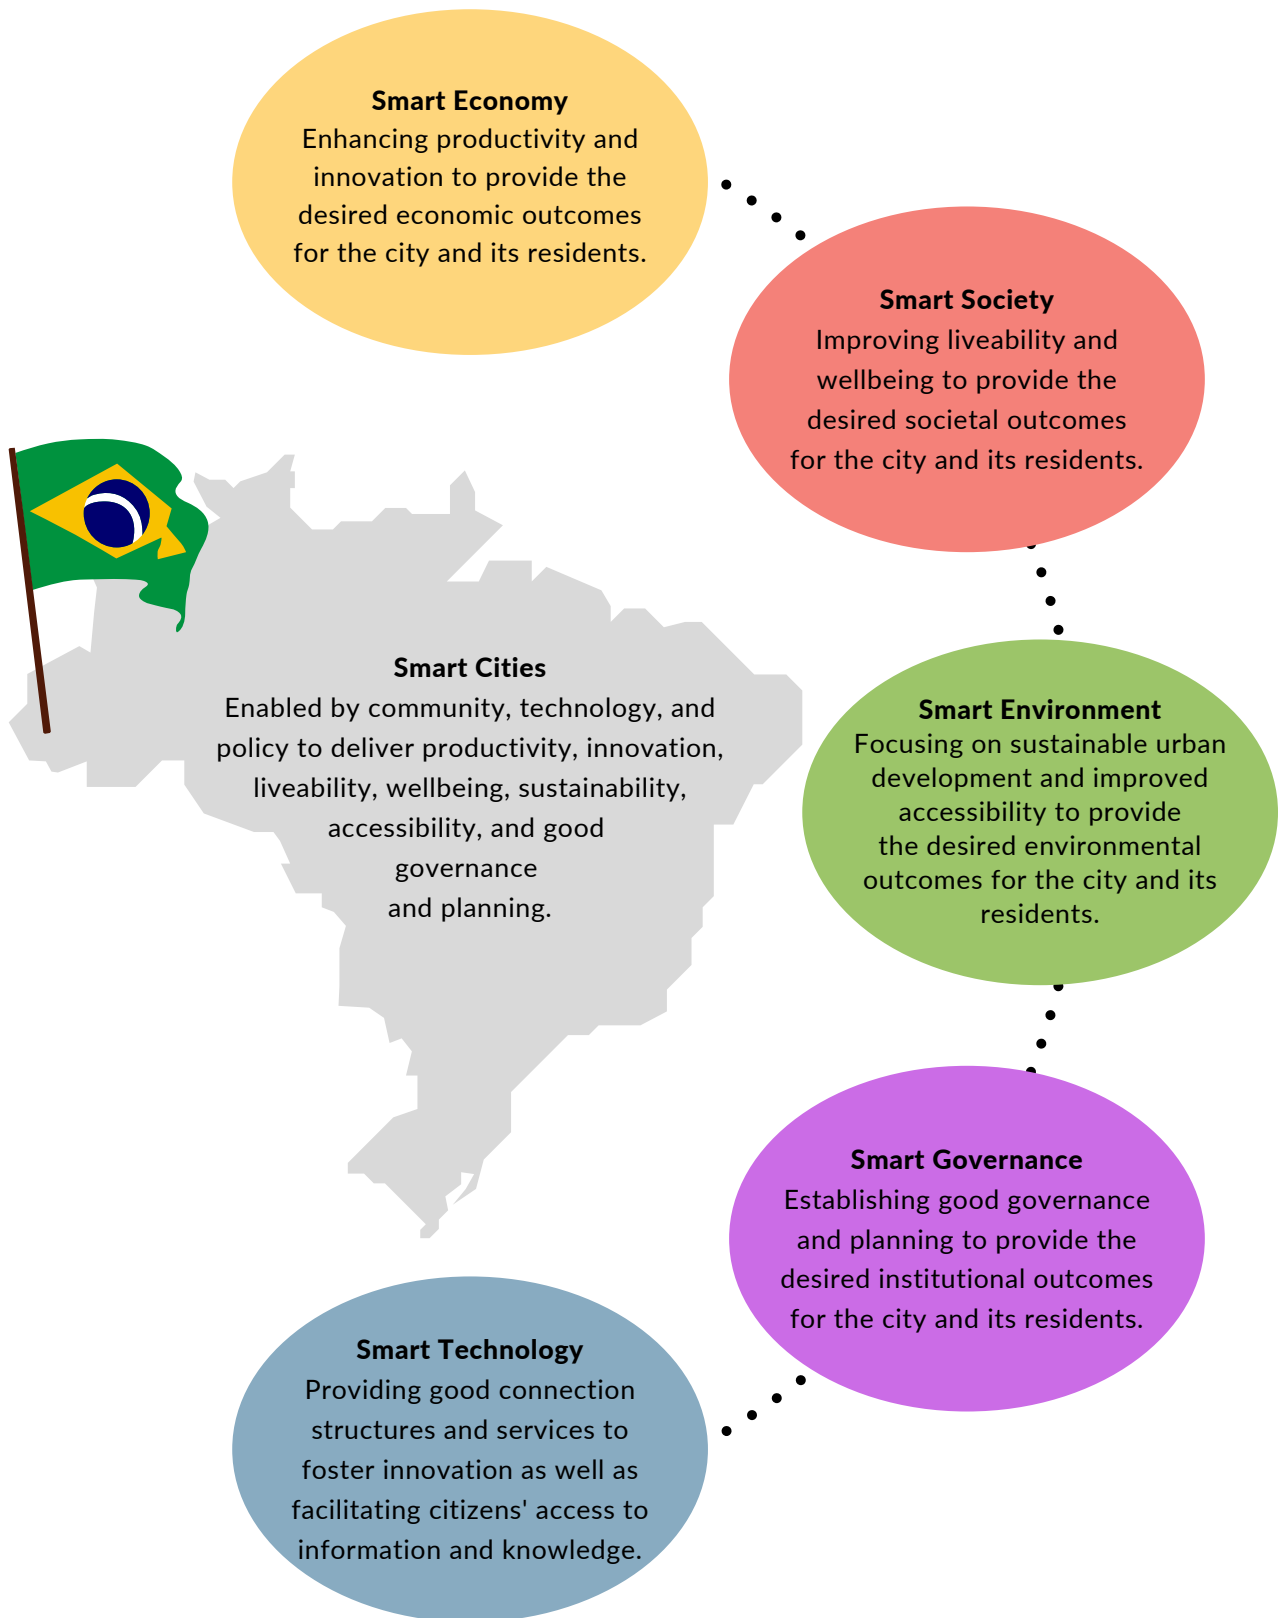 Smart Economy
Enhancing productivity and
innovation to provide the
desired economic outcomes
for the city and its residents.
Smart Society
Improving liveability and
wellbeing to provide the
desired societal outcomes
for the city and its residents.
Smart Cities
Enabled by community, technology, and
policy to deliver productivity, innovation,
liveability, wellbeing, sustainability,
accessibility, and good
governance
and planning.
Smart Environment
Focusing on sustainable urban
development and improved
accessibility to provide
the desired environmental
outcomes for the city and its
residents.
Smart Governance
Establishing good governance
and planning to provide the
desired institutional outcomes
for the city and its residents.
Smart Technology
Providing good connection
structures and services to
foster innovation as well as
facilitating citizens' access to
information and knowledge.